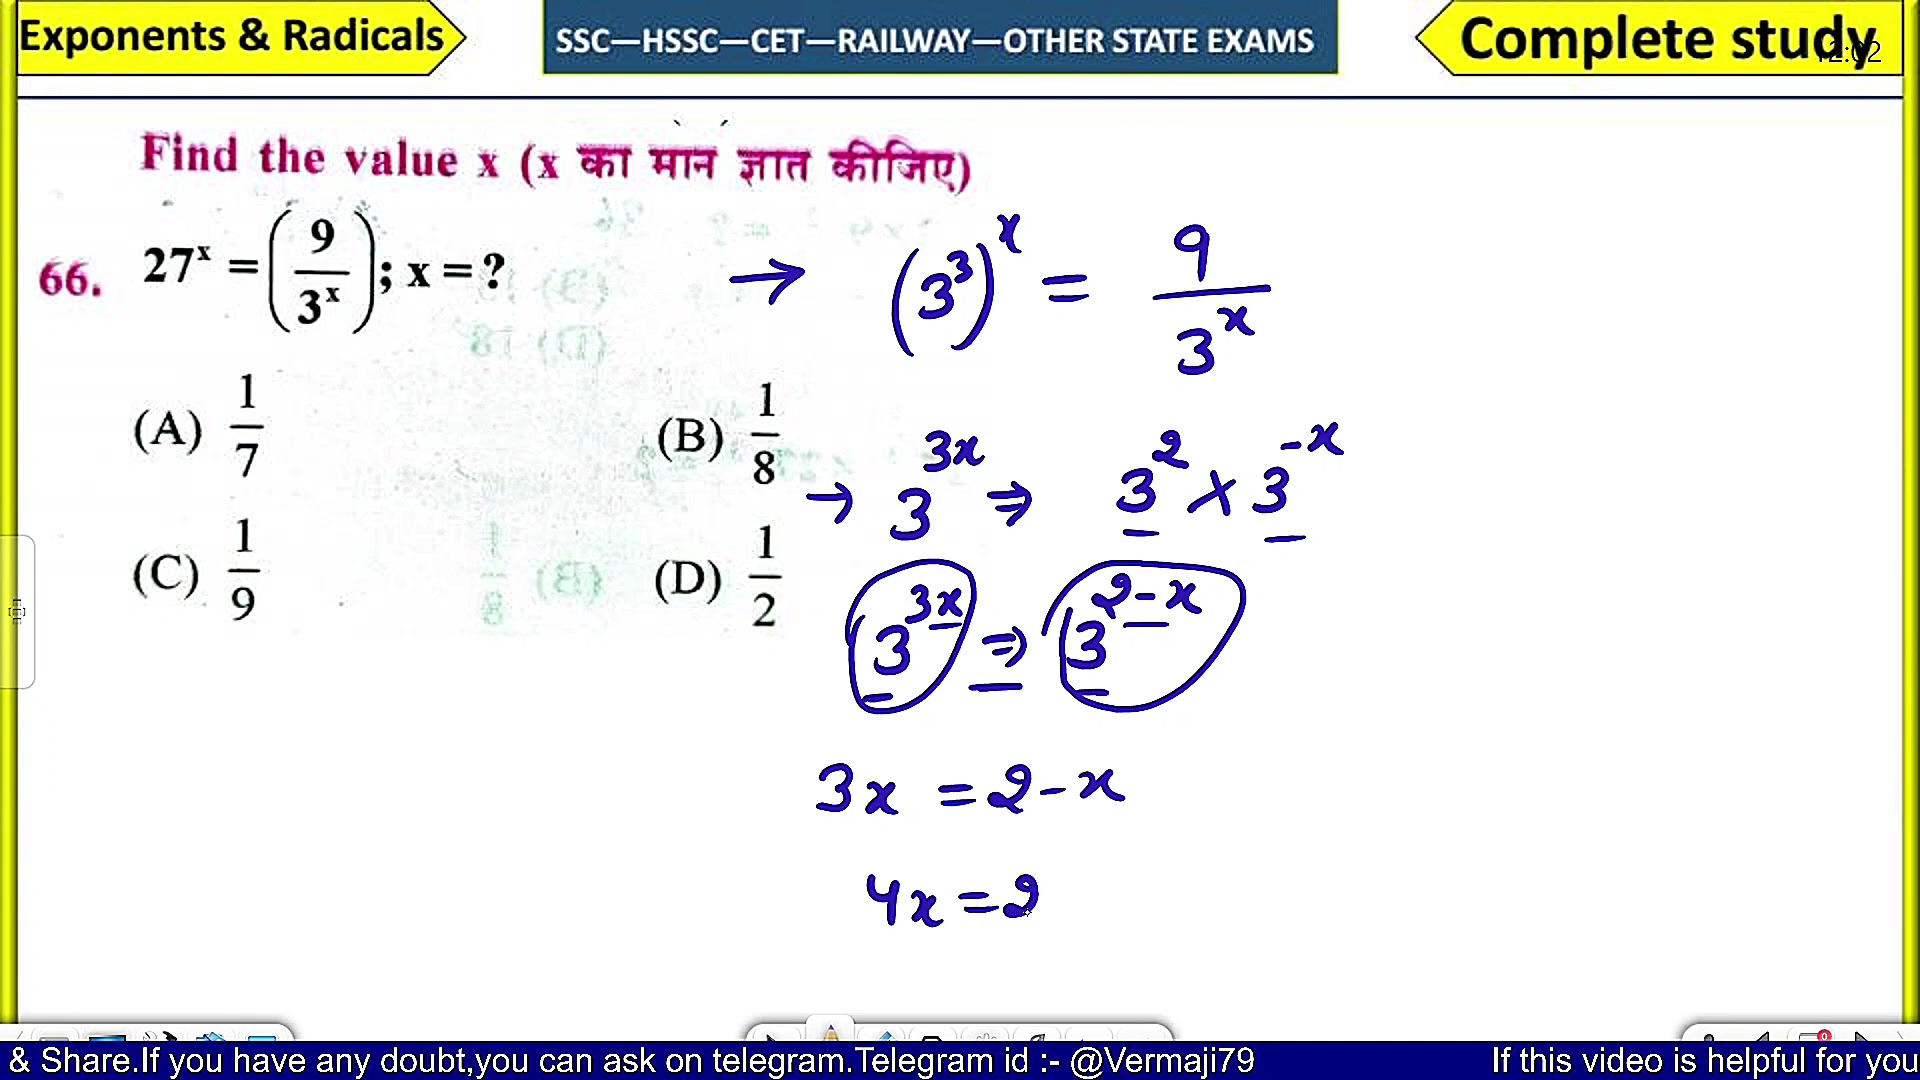 Exponents & Radicals
SSC—HSSC—CET—RAILWAY—OTHER STATE EXAMS
Complete study
12:02
Find the value x (x का मान ज्ञात कीजिए)
66. 27^x = (9/3^x); x = ?
(A) 1/7
(B) 1/8
(C) 1/9
(D) 1/2
→ (3^3)^x = 9/3^x
→ 3^3x ⇒ 3^2 × 3^-x
3^3x ⇒ 3^2-x
3x = 2-x
4x = 2
& Share.If you have any doubt,you can ask on telegram.Telegram id :- @Vermaji79
If this video is helpful for you